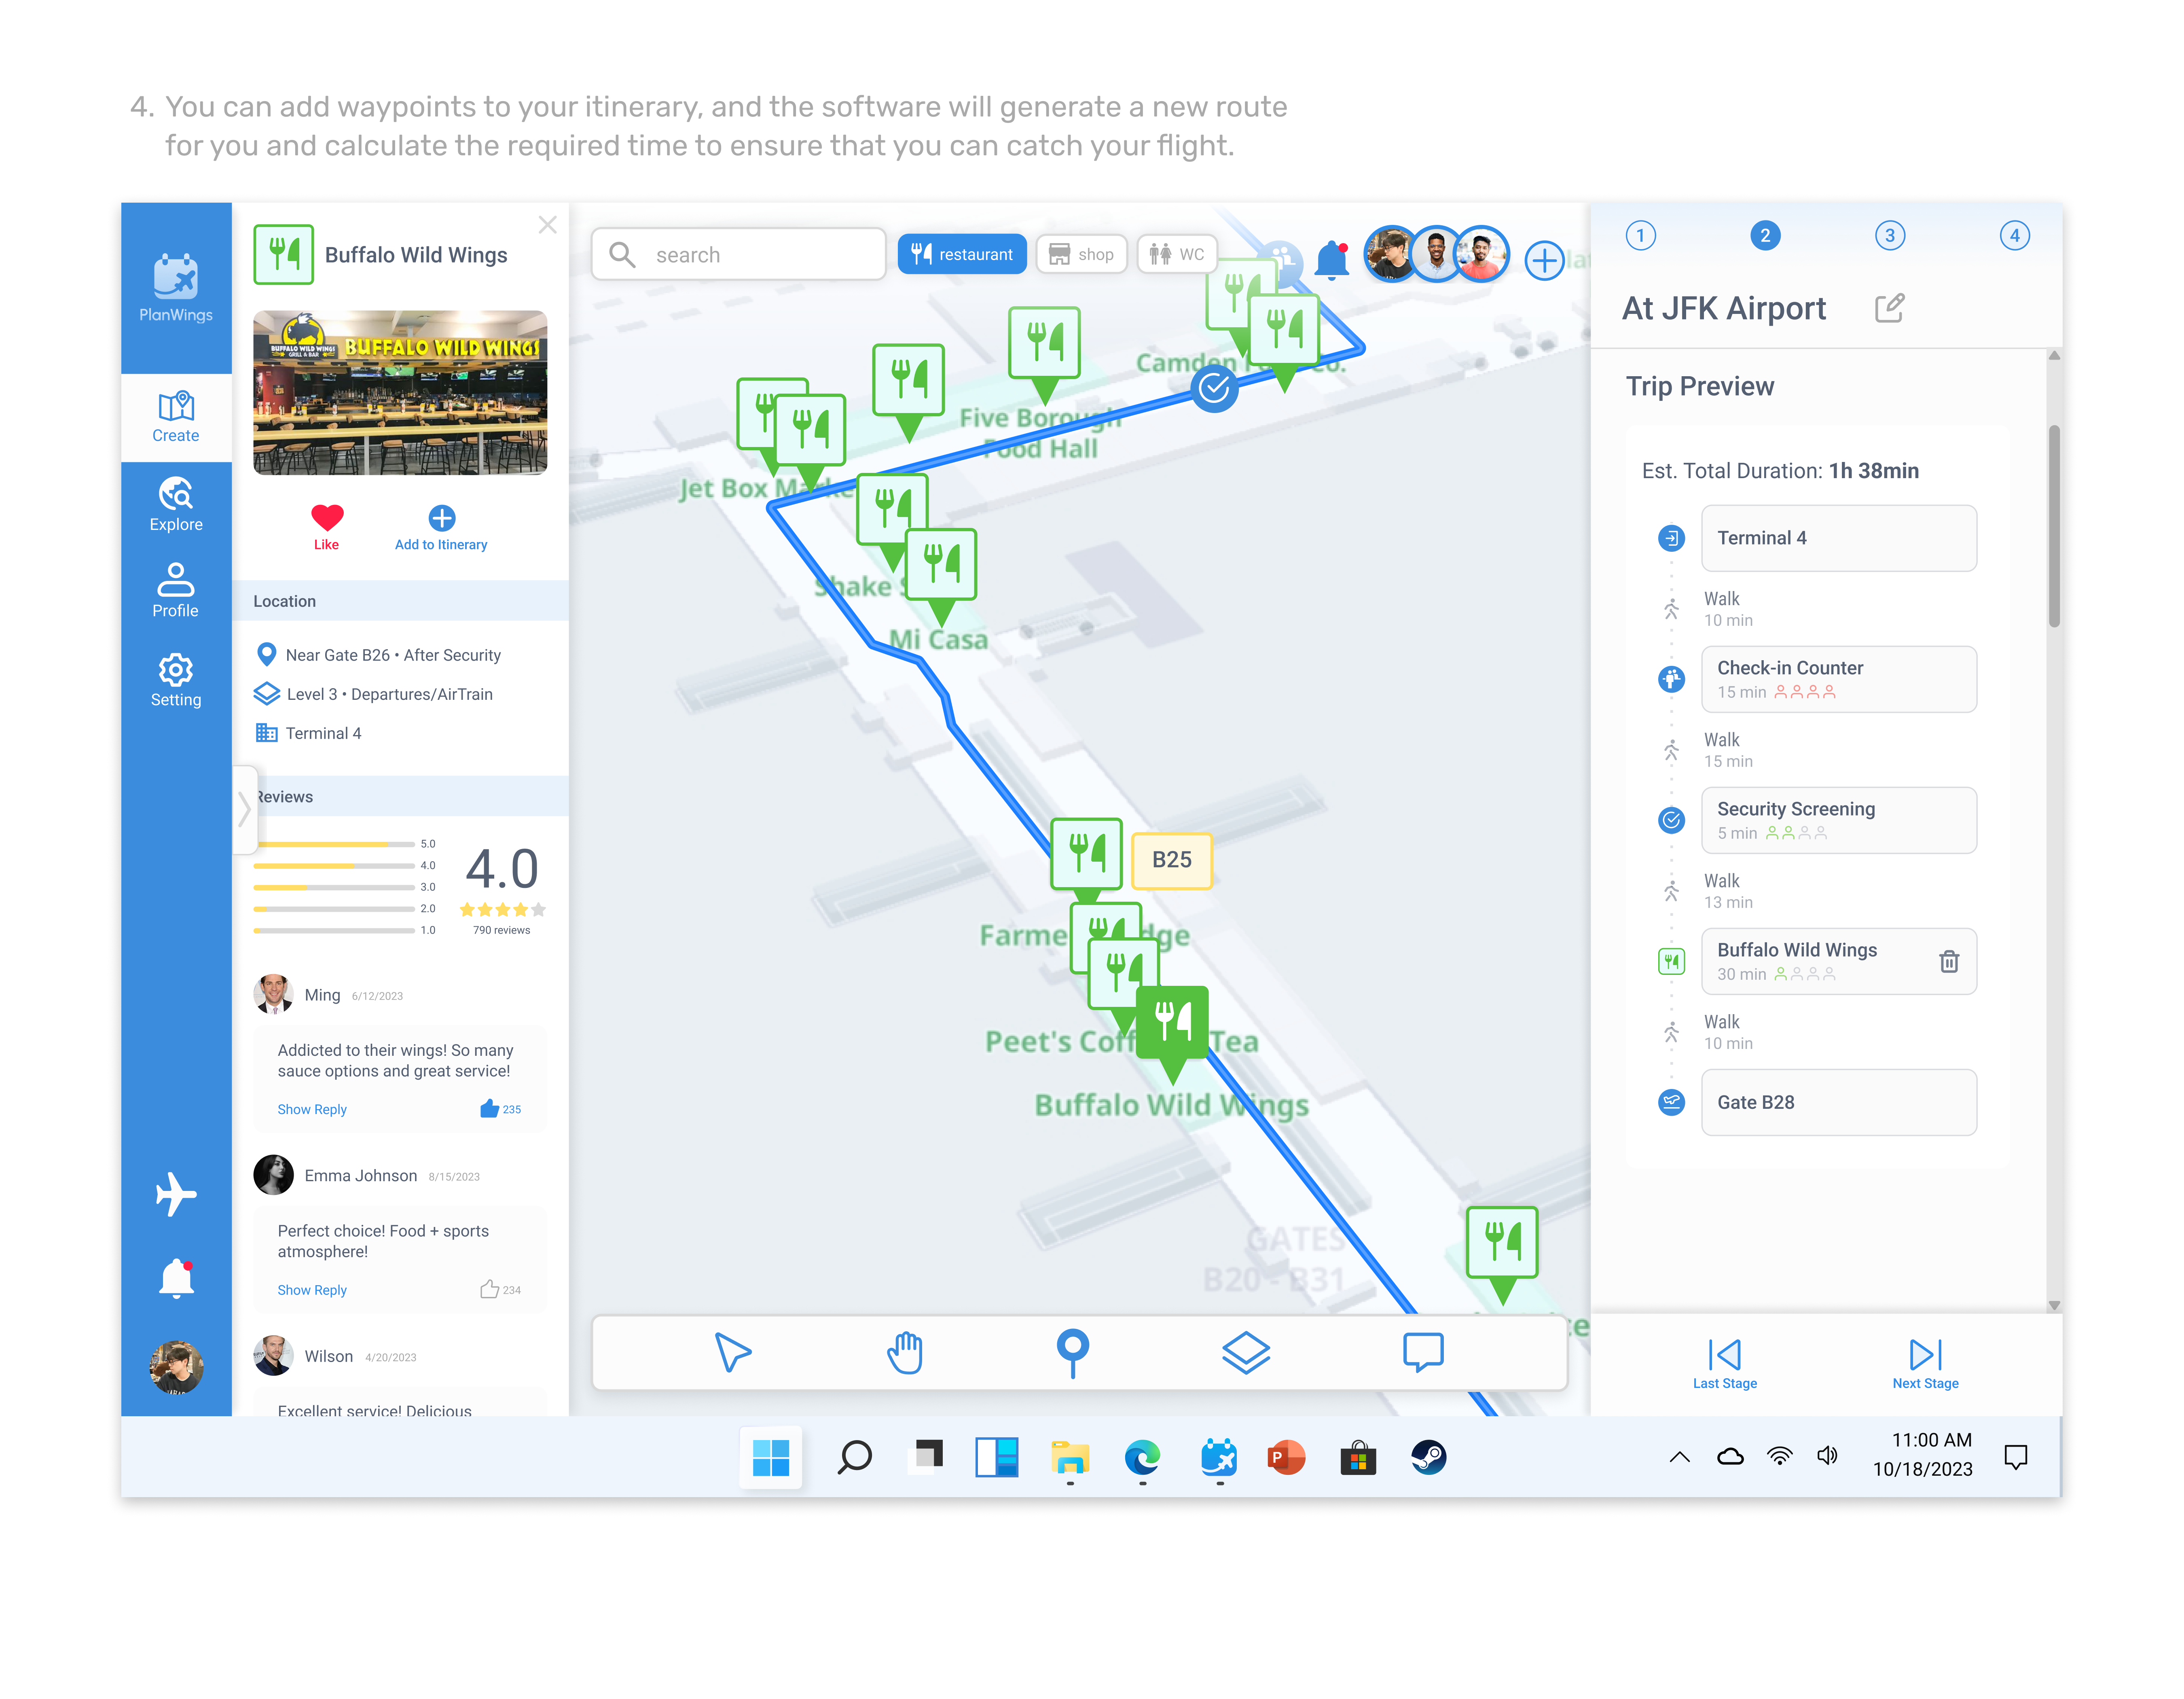 4. You can add waypoints to your itinerary, and the software will generate a new route
for you and calculate the required time to ensure that you can catch your flight.
PlanWings
Create
Explore
Profile
Setting
Buffalo Wild Wings
BUFFALO WILD WINGS
GRILL & BAR
BUFFALO WILD WINGS
Like
Add to Itinerary
Location
Near Gate B26 • After Security
Level 3 • Departures/AirTrain
Terminal 4
Reviews
5.0
4.0
3.0
2.0
1.0
4.0
790 reviews
Ming 6/12/2023
Addicted to their wings! So many
sauce options and great service!
Show Reply 235
Emma Johnson 8/15/2023
Perfect choice! Food + sports
atmosphere!
Show Reply 234
Wilson 4/20/2023
Excellent service! Delicious
search
restaurant
shop
WC
Camden
Co.
Five Borough
Food Hall
Jet Box
Shake
Mi Casa
B25
Peet's
Tea
Buffalo Wild Wings
GATES
B20 - B31
1
2
3
4
At JFK Airport
Trip Preview
Est. Total Duration: 1h 38min
Terminal 4
Walk
10 min
Check-in Counter
15 min
Walk
15 min
Security Screening
5 min
Walk
13 min
Buffalo Wild Wings
30 min
Walk
10 min
Gate B28
Last Stage
Next Stage
P
11:00 AM
10/18/2023